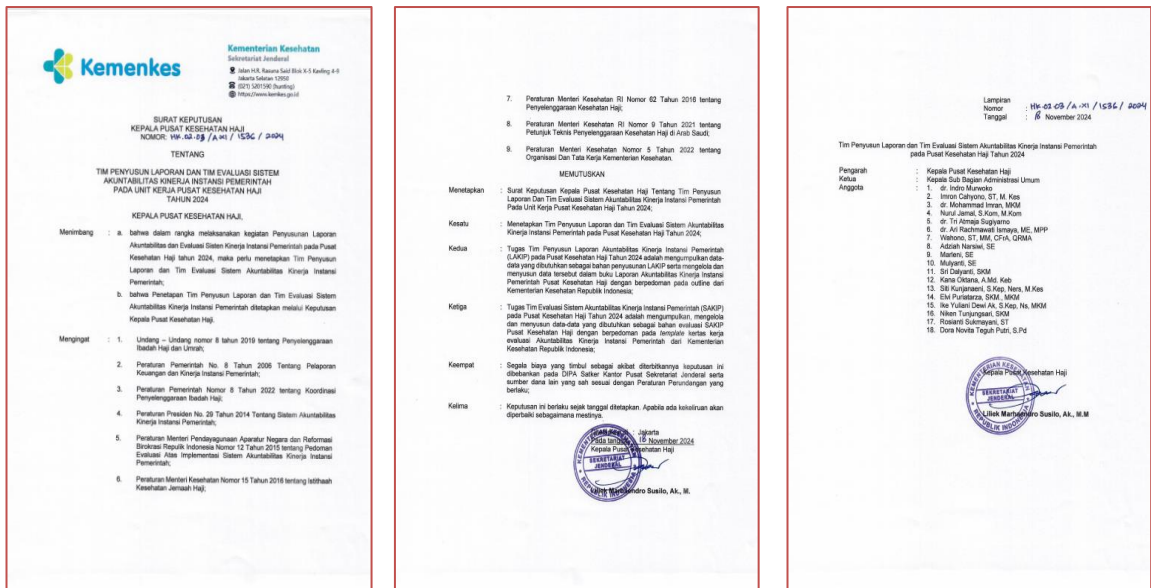 Kemenkes
Kementerian Kesehatan
Sekretariat Jenderal
Jalan H.R. Rasuna Said Blok X-5 Kavling 4-9
Jakarta Selatan 12950
(021) 5201590 (hunting)
https://www.kemkes.go.id
SURAT KEPUTUSAN
KEPALA PUSAT KESEHATAN HAJI
NOMOR: HK.02.03/A.XI/1536/2024
TENTANG
TIM PENYUSUN LAPORAN DAN TIM EVALUASI SISTEM
AKUNTABILITAS KINERJA INSTANSI PEMERINTAH
PADA UNIT KERJA PUSAT KESEHATAN HAJI
TAHUN 2024
KEPALA PUSAT KESEHATAN HAJI,
Menimbang : a. bahwa dalam rangka melaksanakan kegiatan Penyusunan Laporan
Akuntabilitas dan Evaluasi Sisten Kinerja Instansi Pemerintah pada Pusat
Kesehatan Haji tahun 2024, maka perlu menetapkan Tim Penyusun
Laporan dan Tim Evaluasi Sistem Akuntabilitas Kinerja Instansi
Pemerintah;
b. bahwa Penetapan Tim Penyusun Laporan dan Tim Evaluasi Sistem
Akuntabilitas Kinerja Instansi Pemerintah ditetapkan melalui Keputusan
Kepala Pusat Kesehatan Haji.
Mengingat : 1. Undang – Undang nomor 8 tahun 2019 tentang Penyelenggaraan
Ibadah Haji dan Umrah;
2. Peraturan Pemerintah No. 8 Tahun 2006 Tentang Pelaporan
Keuangan dan Kinerja Instansi Pemerintah;
3. Peraturan Pemerintah Nomor 8 Tahun 2022 tentang Koordinasi
Penyelenggaraan Ibadah Haji;
4. Peraturan Presiden No. 29 Tahun 2014 Tentang Sistem Akuntabilitas
Kinerja Instansi Pemerintah;
5. Peraturan Menteri Pendayagunaan Aparatur Negara dan Reformasi
Birokrasi Repulik Indonesia Nomor 12 Tahun 2015 tentang Pedoman
Evaluasi Atas Implementasi Sistem Akuntabilitas Kinerja Instansi
Pemerintah;
6. Peraturan Menteri Kesehatan Nomor 15 Tahun 2016 tentang Istithaah
Kesehatan Jemaah Haji;
7. Peraturan Menteri Kesehatan RI Nomor 62 Tahun 2016 tentang
Penyelenggaraan Kesehatan Haji;
8. Peraturan Menteri Kesehatan RI Nomor 9 Tahun 2021 tentang
Petunjuk Teknis Penyelenggaraan Kesehatan Haji di Arab Saudi;
9. Peraturan Menteri Kesehatan Nomor 5 Tahun 2022 tentang
Organisasi Dan Tata Kerja Kementerian Kesehatan.
MEMUTUSKAN
Menetapkan : Surat Keputusan Kepala Pusat Kesehatan Haji Tentang Tim Penyusun
Laporan Dan Tim Evaluasi Sistem Akuntabilitas Kinerja Instansi Pemerintah
Pada Unit Kerja Pusat Kesehatan Haji Tahun 2024;
Kesatu : Menetapkan Tim Penyusun Laporan dan Tim Evaluasi Sistem Akuntabilitas
Kinerja Instansi Pemerintah pada Pusat Kesehatan Haji Tahun 2024;
Kedua : Tugas Tim Penyusun Laporan Akuntabilitas Kinerja Instansi Pemerintah
(LAKIP) pada Pusat Kesehatan Haji Tahun 2024 adalah mengumpulkan data-
data yang dibutuhkan sebagai bahan penyusunan LAKIP serta mengelola dan
menyusun data tersebut dalam buku Laporan Akuntabilitas Kinerja Instansi
Pemerintah Pusat Kesehatan Haji dengan berpedoman pada outline dari
Kementerian Kesehatan Republik Indonesia;
Ketiga : Tugas Tim Evaluasi Sistem Akuntabilitas Kinerja Instansi Pemerintah (SAKIP)
pada Pusat Kesehatan Haji Tahun 2024 adalah mengumpulkan, mengelola
dan menyusun data-data yang dibutuhkan sebagai bahan evaluasi SAKIP
Pusat Kesehatan Haji dengan berpedoman pada template kertas kerja
evaluasi Akuntabilitas Kinerja Instansi Pemerintah dari Kementerian
Kesehatan Republik Indonesia;
Keempat : Segala biaya yang timbul sebagai akibat diterbitkannya keputusan ini
dibebankan pada DIPA Satker Kantor Pusat Sekretariat Jenderal serta
sumber dana lain yang sah sesuai dengan Peraturan Perundangan yang
berlaku;
Kelima : Keputusan ini berlaku sejak tanggal ditetapkan. Apabila ada kekeliruan akan
diperbaiki sebagaimana mestinya.
: Jakarta
Pada tanggal : 18 November 2024
Kepala Pusat Kesehatan Haji
SEKRETARIAT
JENDERAL
REPUBLIK INDONESIA
Liliek Marhaendro Susilo, Ak., M.
Lampiran
Nomor : HK.02.03/A.XI/1536/2024
Tanggal : 18 November 2024
Tim Penyusun Laporan dan Tim Evaluasi Sistem Akuntabilitas Kinerja Instansi Pemerintah
pada Pusat Kesehatan Haji Tahun 2024
Pengarah : Kepala Pusat Kesehatan Haji
Ketua : Kepala Sub Bagian Administrasi Umum
Anggota : 1. dr. Indro Murwoko
2. Imron Cahyono, ST, M. Kes
3. dr. Mohammad Imran, MKM
4. Nurul Jamal, S.Kom, M.Kom
5. dr. Tri Atmaja Sugiyarno
6. dr. Ari Rachmawati Ismaya, ME, MPP
7. Wahono, ST, MM, CFrA, QRMA
8. Adziah Narsiwi, SE
9. Marleni, SE
10. Mulyanti, SE
11. Sri Dalyanti, SKM
12. Kana Oktana, A.Md. Keb
13. Siti Kunjanaeni, S.Kep, Ners, M.Kes
14. Elvi Puriatarza, SKM., MKM
15. Ike Yuliani Dewi Ak, S.Kep, Ns, MKM
16. Niken Tunjungsari, SKM
17. Rosianti Sukmayani, ST
18. Dora Novita Teguh Putri, S.Pd
Kepala Pusat Kesehatan Haji
KEMENTERIAN KESEHATAN
SEKRETARIAT
JENDERAL
REPUBLIK INDONESIA
Liliek Marhaendro Susilo, Ak., M.M